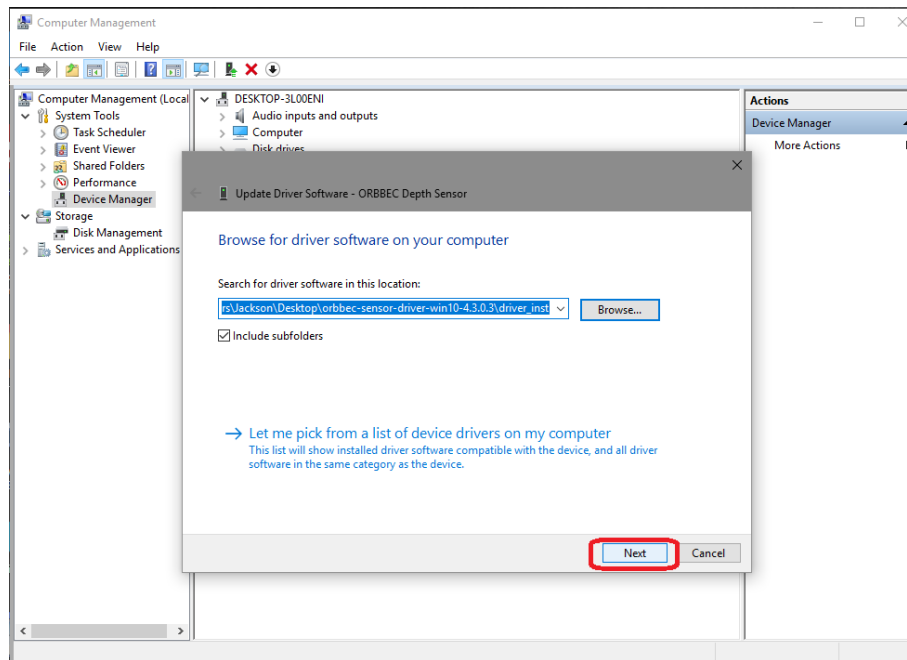 Computer Management
File Action View Help
Computer Management (Local
System Tools
Task Scheduler
Event Viewer
Shared Folders
Performance
Device Manager
Storage
Disk Management
Services and Applications
DESKTOP-3L00ENI
Audio inputs and outputs
Computer
Disk drives
Update Driver Software - ORBBEC Depth Sensor
Browse for driver software on your computer
Search for driver software in this location:
rs\Jackson\Desktop\orbbec-sensor-driver-win10-4.3.0.3\driver_inst
Browse...
Include subfolders
Let me pick from a list of device drivers on my computer
This list will show installed driver software compatible with the device, and all driver
software in the same category as the device.
Next Cancel
Actions
Device Manager
More Actions